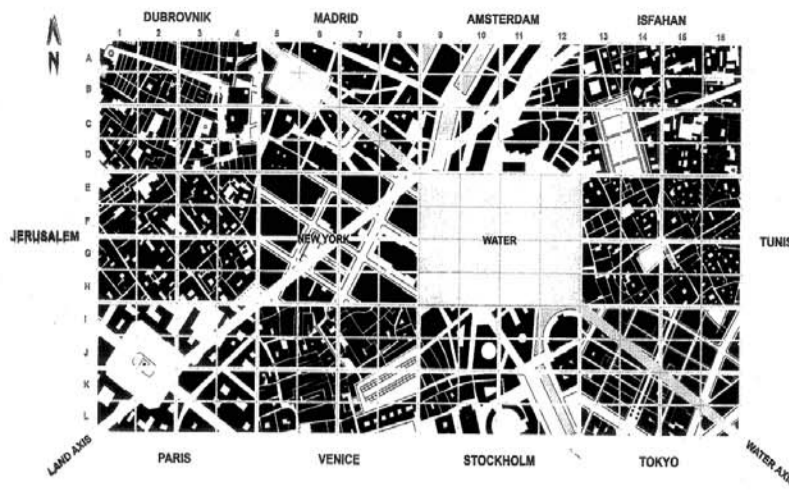 DUBROVNIK MADRID AMSTERDAM ISFAHAN
1 2 3 4 5 6 7 8 9 10 11 12 13 14 15 16
A
N
B
C
D
E
F
JERUSALEM NEW YORK WATER TUNIS
G
H
I
J
K
L
LAND AXIS PARIS VENICE STOCKHOLM TOKYO WATER AXIS